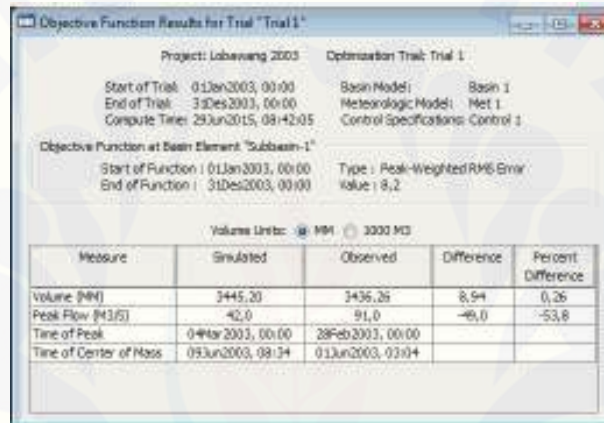 Objective Function Results for Trial "Trial 1"
Project: Lobawang 2003 Optimization Trial: Trial 1
Start of Trial: 01Jan2003, 00:00 Basin Model: Basin 1
End of Trial: 31Des2003, 00:00 Meteorologic Model: Met 1
Compute Time: 29Jun2015, 08:42:05 Control Specifications: Control 1
Objective Function at Basin Element "Subbasin-1"
Start of Function : 01Jan2003, 00:00 Type : Peak-Weighted RMS Error
End of Function : 31Des2003, 00:00 Value : 8,2
Volume Units: MM 1000 M3
Measure Simulated Observed Difference Percent Difference
Volume (MM) 3445,20 3436,26 8,94 0,26
Peak Flow (M3/S) 42,0 91,0 -49,0 -53,8
Time of Peak 04Mar2003, 00:00 28Feb2003, 00:00
Time of Center of Mass 09Jun2003, 08:34 01Jun2003, 03:04